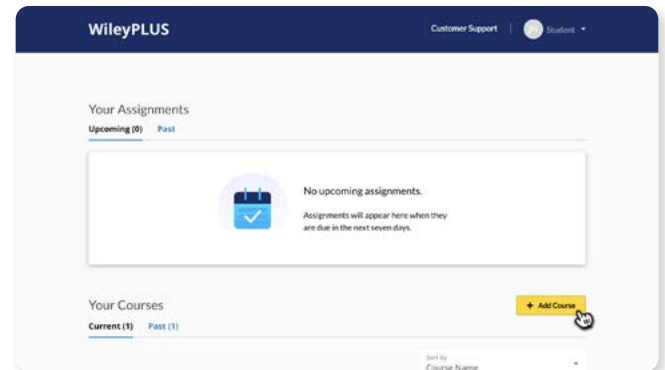 WileyPLUS
Customer Support
Student
Your Assignments
Upcoming (0) Past
No upcoming assignments.
Assignments will appear here when they
are due in the next seven days.
Your Courses
+ Add Course
Current (1) Past (1)
Sort by
Course Name